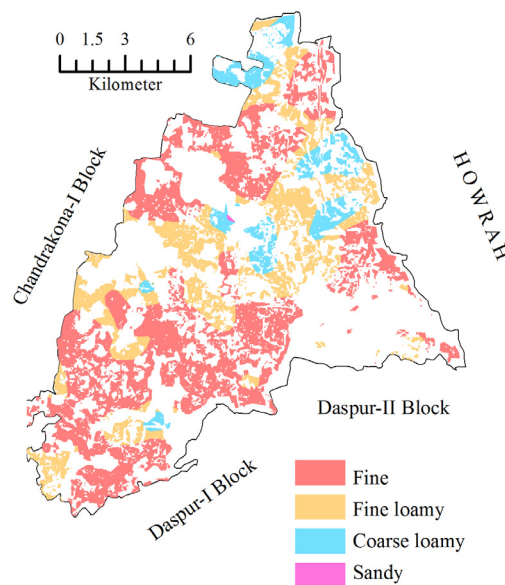 0 1.5 3 6
Kilometer
Chandrakona-I Block
HOWRAH
Daspur-II Block
Daspur-I Block
Fine
Fine loamy
Coarse loamy
Sandy